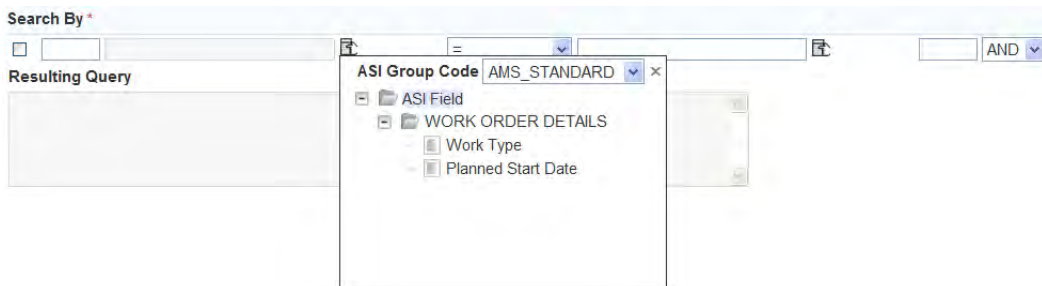 Search By *
= AND
Resulting Query
ASI Group Code AMS_STANDARD ×
ASI Field
WORK ORDER DETAILS
Work Type
Planned Start Date